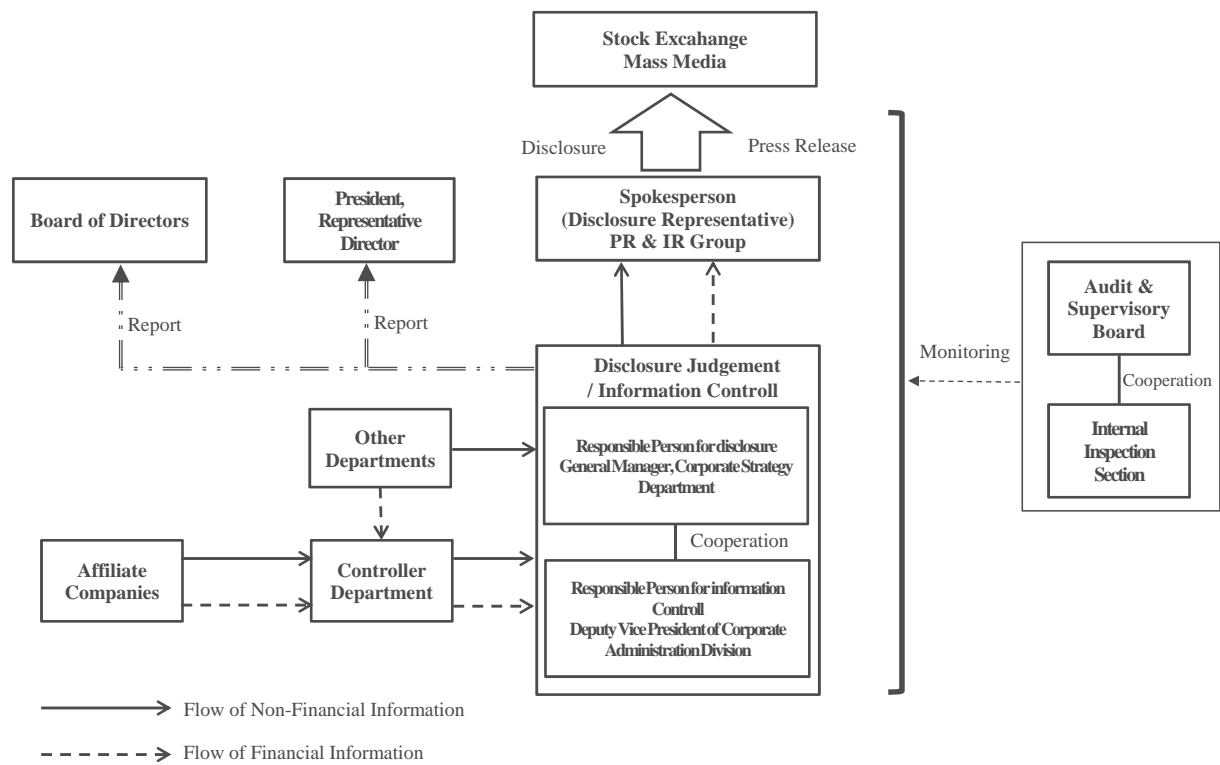 Stock Excahange
Mass Media
Disclosure
Press Release
Board of Directors
President,
Representative
Director
Spokesperson
(Disclosure Representative)
PR & IR Group
Report
Report
Audit &
Supervisory
Board
Monitoring
Cooperation
Internal
Inspection
Section
Disclosure Judgement
/ Information Controll
Other
Departments
Responsible Person for disclosure
General Manager, Corporate Strategy
Department
Cooperation
Affiliate
Companies
Controller
Department
Responsible Person for information
Controll
Deputy Vice President of Corporate
Administration Division
Flow of Non-Financial Information
Flow of Financial Information